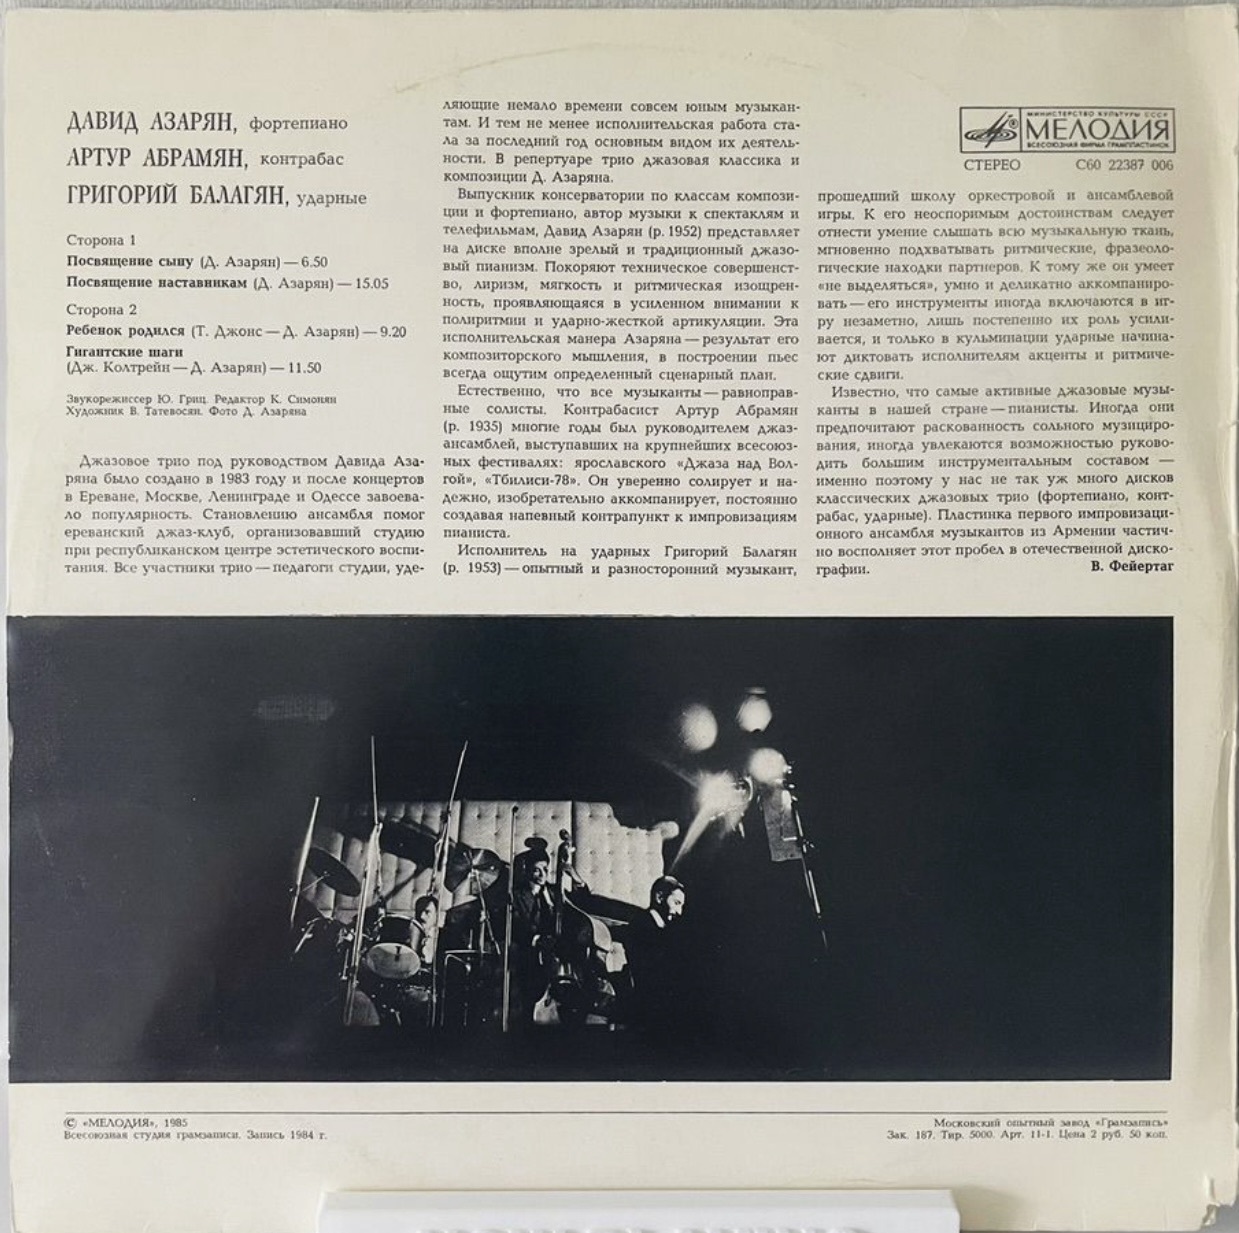 ДАВИД АЗАРЯН, фортепиано
АРТУР АБРАМЯН, контрабас
ГРИГОРИЙ БАЛАГЯН, ударные
Сторона 1
Посвящение сыну (Д. Азарян) — 6.50
Посвящение наставникам (Д. Азарян) — 15.05
Сторона 2
Ребенок родился (Т. Джонс — Д. Азарян) — 9.20
Гигантские шаги
(Дж. Колтрейн — Д. Азарян) — 11.50
Звукорежиссер Ю. Гриц. Редактор К. Симонян
Художник В. Татевосян. Фото Д. Азаряна
Джазовое трио под руководством Давида Аза-
ряна было создано в 1983 году и после концертов
в Ереване, Москве, Ленинграде и Одессе завоева-
ло популярность. Становлению ансамбля помог
ереванский джаз-клуб, организовавший студию
при республиканском центре эстетического воспи-
тания. Все участники трио — педагоги студии, уде-
ляющие немало времени совсем юным музыкан-
там. И тем не менее исполнительская работа ста-
ла за последний год основным видом их деятель-
ности. В репертуаре трио джазовая классика и
композиции Д. Азаряна.
Выпускник консерватории по классам компози-
ции и фортепиано, автор музыки к спектаклям и
телефильмам, Давид Азарян (р. 1952) представляет
на диске вполне зрелый и традиционный джазо-
вый пианизм. Покоряют техническое совершенст-
во, лиризм, мягкость и ритмическая изощрен-
ность, проявляющаяся в усиленном внимании к
полиритмии и ударно-жесткой артикуляции. Эта
исполнительская манера Азаряна — результат его
композиторского мышления, в построении пьес
всегда ощутим определенный сценарный план.
Естественно, что все музыканты — равноправ-
ные солисты. Контрабасист Артур Абрамян
(р. 1935) многие годы был руководителем джаз-
ансамблей, выступавших на крупнейших всесоюз-
ных фестивалях: ярославского «Джаза над Вол-
гой», «Тбилиси-78». Он уверенно солирует и на-
дежно, изобретательно аккомпанирует, постоянно
создавая напевный контрапункт к импровизациям
пианиста.
Исполнитель на ударных Григорий Балагян
(р. 1953) — опытный и разносторонний музыкант,
МИНИСТЕРСТВО КУЛЬТУРЫ СССР
МЕЛОДИЯ
ВСЕСОЮЗНАЯ ФИРМА ГРАМПЛАСТИНОК
СТЕРЕО С60 22387 006
прошедший школу оркестровой и ансамблевой
игры. К его неоспоримым достоинствам следует
отнести умение слышать всю музыкальную ткань,
мгновенно подхватывать ритмические, фразеоло-
гические находки партнеров. К тому же он умеет
«не выделяться», умно и деликатно аккомпаниро-
вать — его инструменты иногда включаются в иг-
ру незаметно, лишь постепенно их роль усили-
вается, и только в кульминации ударные начина-
ют диктовать исполнителям акценты и ритмиче-
ские сдвиги.
Известно, что самые активные джазовые музы-
канты в нашей стране — пианисты. Иногда они
предпочитают раскованность сольного музициро-
вания, иногда увлекаются возможностью руково-
дить большим инструментальным составом —
именно поэтому у нас не так уж много дисков
классических джазовых трио (фортепиано, конт-
рабас, ударные). Пластинка первого импровизаци-
онного ансамбля музыкантов из Армении частич-
но восполняет этот пробел в отечественной диско-
графии. В. Фейертаг
© «МЕЛОДИЯ», 1985
Всесоюзная студия грамзаписи. Запись 1984 г.
Московский опытный завод «Грамзапись»
Зак. 187. Тир. 5000. Арт. 11-1. Цена 2 руб. 50 коп.